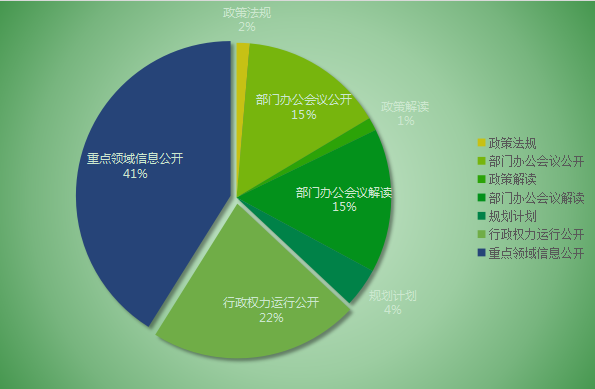 政策法规
2%
部门办公会议公开
15%
政策解读
1%
部门办公会议解读
15%
规划计划
4%
行政权力运行公开
22%
重点领域信息公开
41%
政策法规
部门办公会议公开
政策解读
部门办公会议解读
规划计划
行政权力运行公开
重点领域信息公开